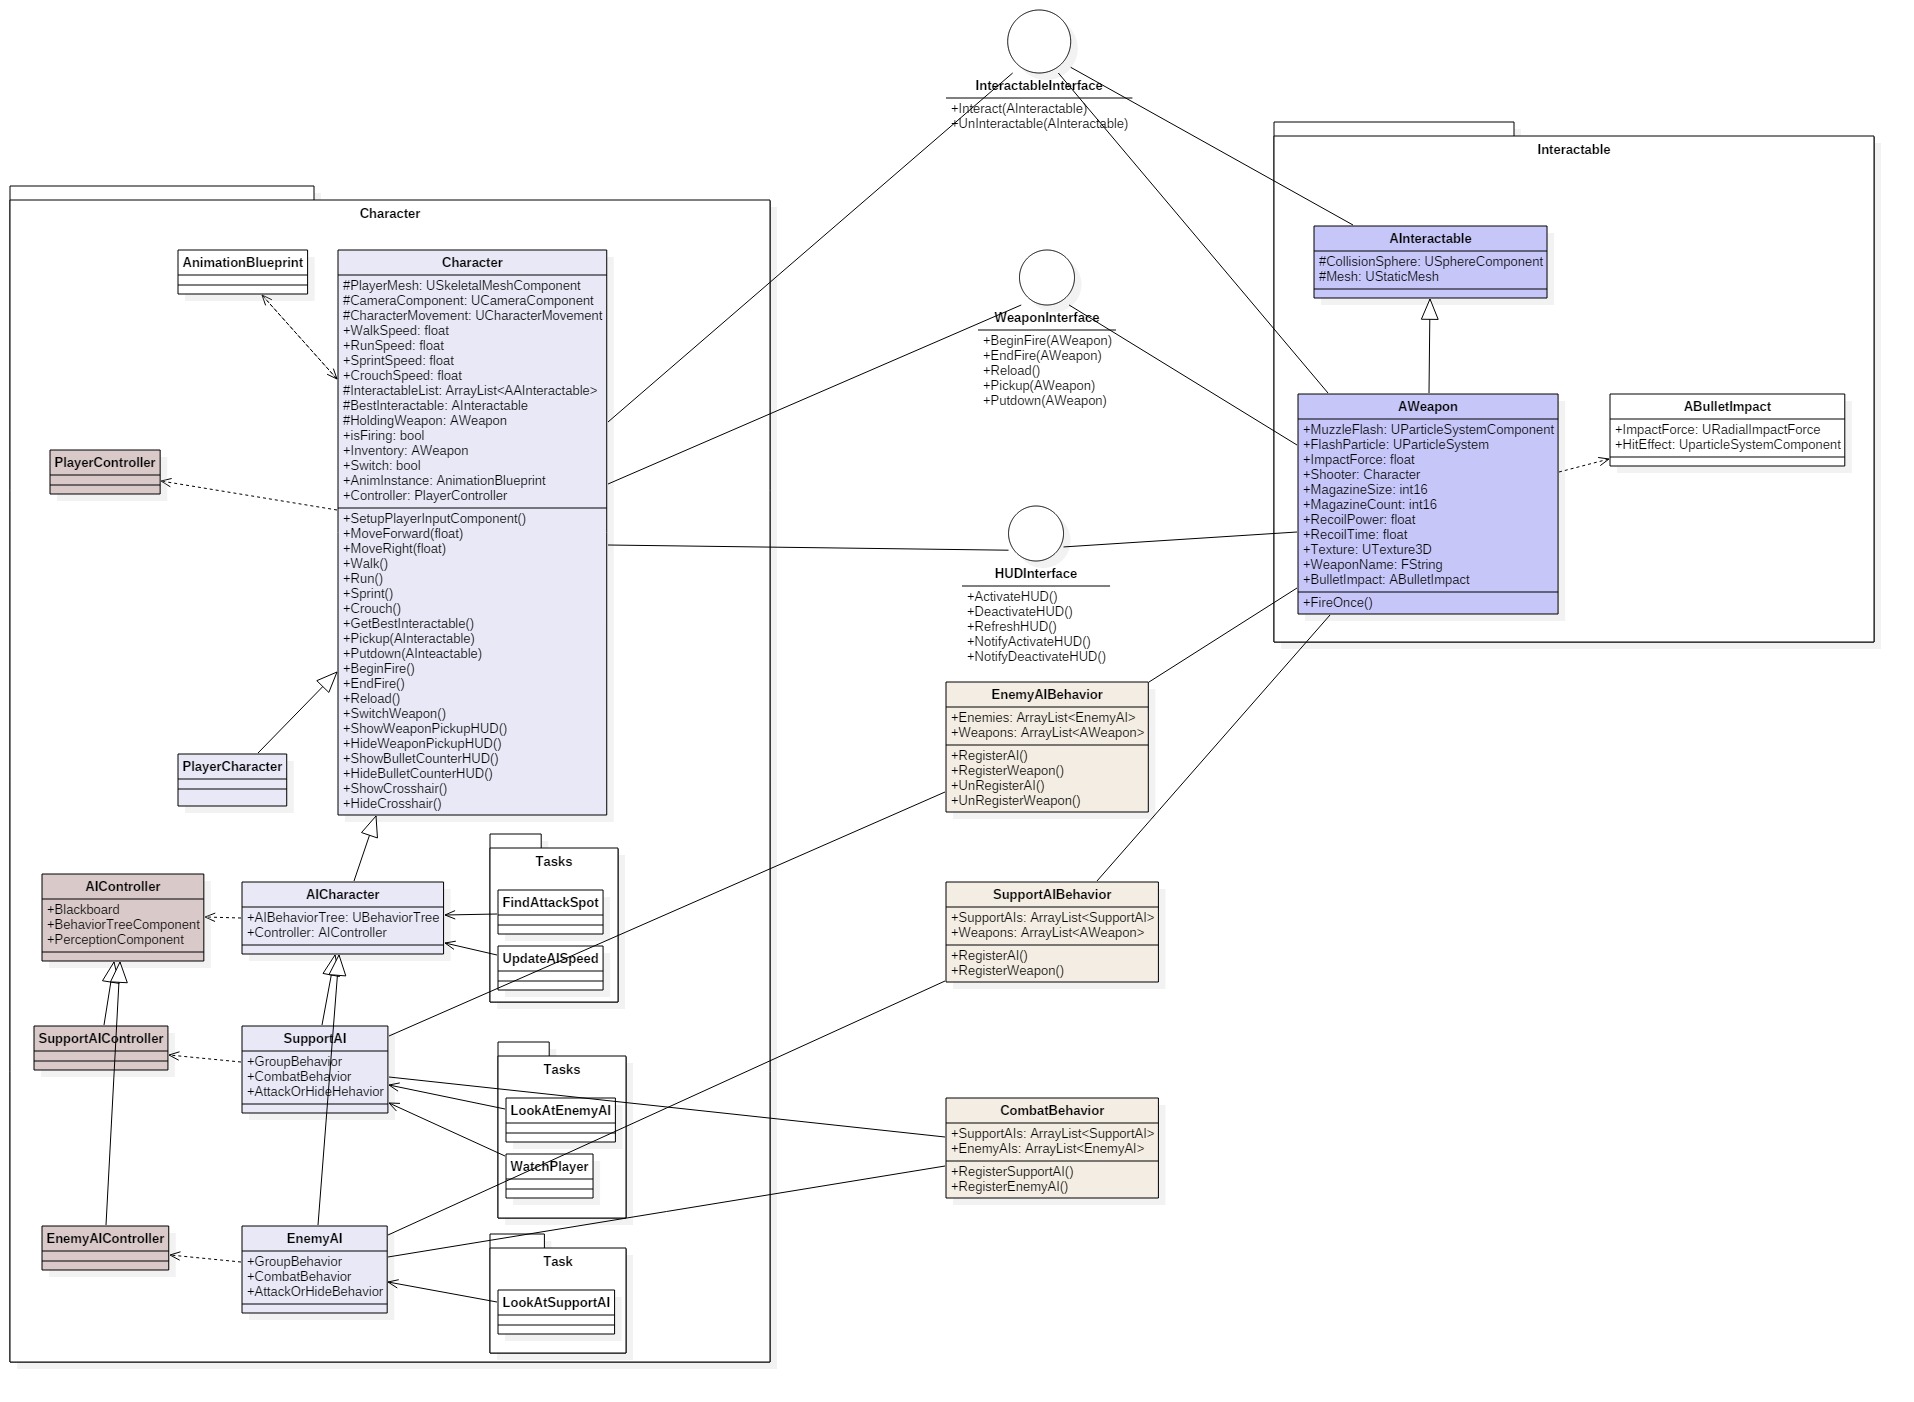 InteractableInterface
+Interact(AInteractable)
+UnInteractable(AInteractable)
Interactable
AInteractable
#CollisionSphere: USphereComponent
#Mesh: UStaticMesh
Character
AnimationBlueprint
Character
#PlayerMesh: USkeletalMeshComponent
#CameraComponent: UCameraComponent
#CharacterMovement: UCharacterMovement
+WalkSpeed: float
+RunSpeed: float
+SprintSpeed: float
+CrouchSpeed: float
#InteractableList: ArrayList<AAInteractable>
#BestInteractable: AInteractable
#HoldingWeapon: AWeapon
+isFiring: bool
+Inventory: AWeapon
+Switch: bool
+AnimInstance: AnimationBlueprint
+Controller: PlayerController
+SetupPlayerInputComponent()
+MoveForward(float)
+MoveRight(float)
+Walk()
+Run()
+Sprint()
+Crouch()
+GetBestInteractable()
+Pickup(AInteractable)
+Putdown(AInteactable)
+BeginFire()
+EndFire()
+Reload()
+SwitchWeapon()
+ShowWeaponPickupHUD()
+HideWeaponPickupHUD()
+ShowBulletCounterHUD()
+HideBulletCounterHUD()
+ShowCrosshair()
+HideCrosshair()
PlayerController
PlayerCharacter
WeaponInterface
+BeginFire(AWeapon)
+EndFire(AWeapon)
+Reload()
+Pickup(AWeapon)
+Putdown(AWeapon)
AWeapon
+MuzzleFlash: UParticleSystemComponent
+FlashParticle: UParticleSystem
+ImpactForce: float
+Shooter: Character
+MagazineSize: int16
+MagazineCount: int16
+RecoilPower: float
+RecoilTime: float
+Texture: UTexture3D
+WeaponName: FString
+BulletImpact: ABulletImpact
+FireOnce()
ABulletImpact
+ImpactForce: URadialImpactForce
+HitEffect: UparticleSystemComponent
HUDInterface
+ActivateHUD()
+DeactivateHUD()
+RefreshHUD()
+NotifyActivateHUD()
+NotifyDeactivateHUD()
EnemyAIBehavior
+Enemies: ArrayList<EnemyAI>
+Weapons: ArrayList<AWeapon>
+RegisterAI()
+RegisterWeapon()
+UnRegisterAI()
+UnRegisterWeapon()
AIController
+Blackboard
+BehaviorTreeComponent
+PerceptionComponent
AICharacter
+AIBehaviorTree: UBehaviorTree
+Controller: AIController
Tasks
FindAttackSpot
UpdateAISpeed
SupportAIBehavior
+SupportAIs: ArrayList<SupportAI>
+Weapons: ArrayList<AWeapon>
+RegisterAI()
+RegisterWeapon()
SupportAIController
SupportAI
+GroupBehavior
+CombatBehavior
+AttackOrHideHehavior
Tasks
LookAtEnemyAI
WatchPlayer
CombatBehavior
+SupportAIs: ArrayList<SupportAI>
+EnemyAIs: ArrayList<EnemyAI>
+RegisterSupportAI()
+RegisterEnemyAI()
EnemyAIController
EnemyAI
+GroupBehavior
+CombatBehavior
+AttackOrHideBehavior
Task
LookAtSupportAI